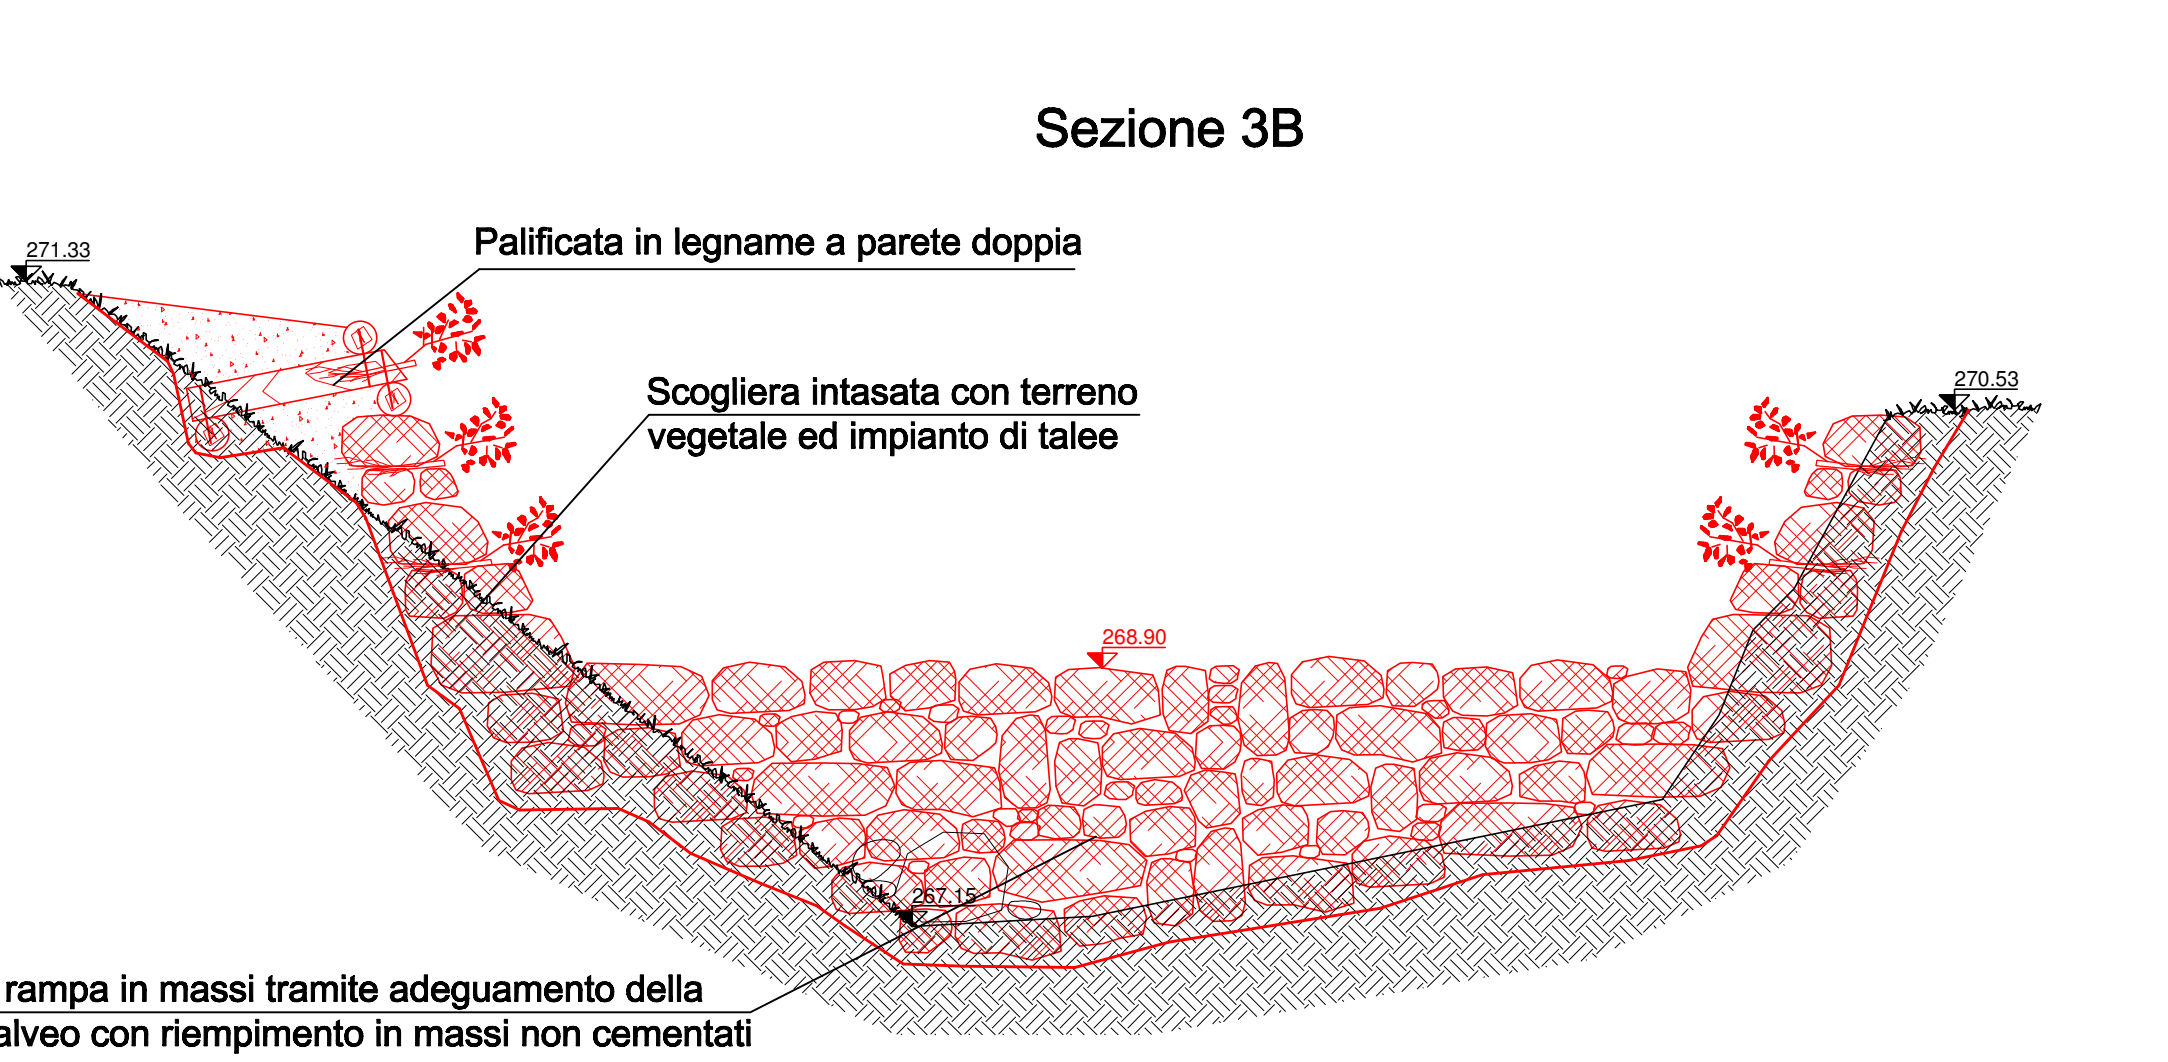 Sezione 3B
Palificata in legname a parete doppia
271.33
Scogliera intasata con terreno
vegetale ed impianto di talee
270.53
268.90
267.15
rampa in massi tramite adeguamento della
alveo con riempimento in massi non cementati